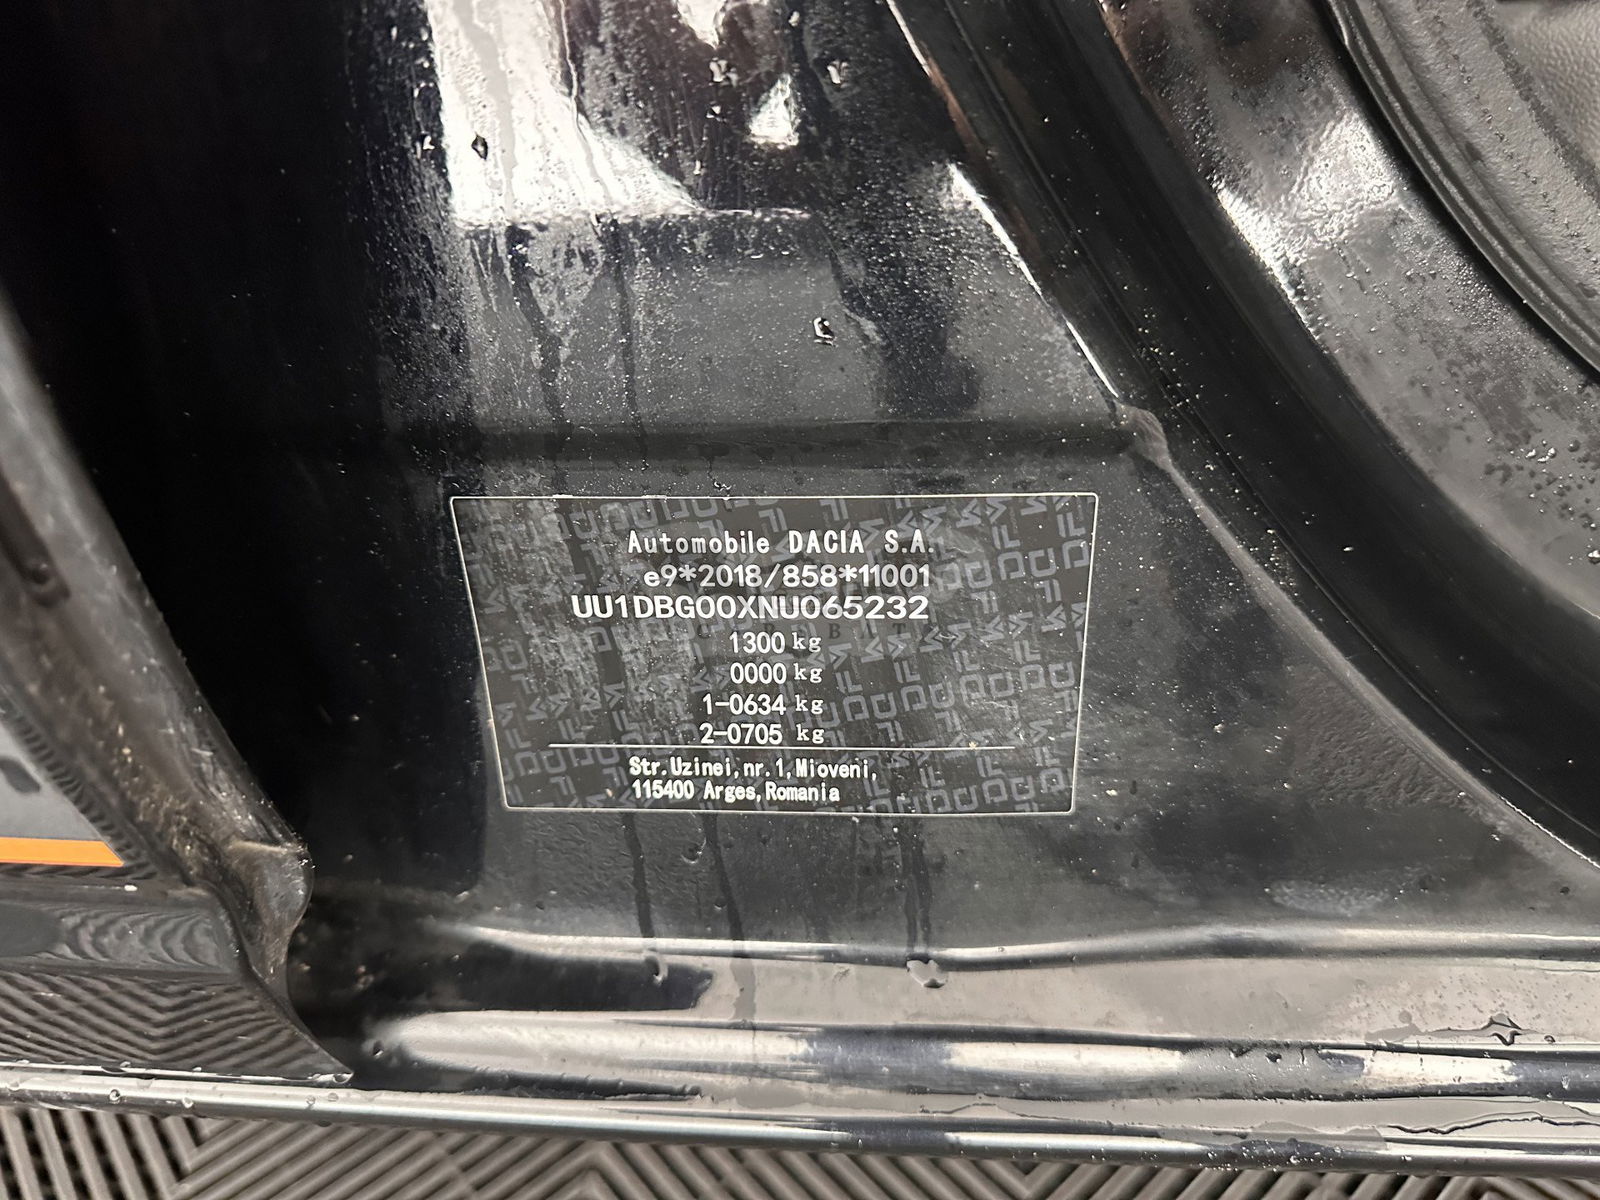 Automobile DACIA S.A.
e9*2018/858*11001
UU1DBG00XNU065232
1300 kg
0000 kg
1-0634 kg
2-0705 kg
Str.Uzinei,nr.1,Mioveni,
115400 Arges,Romania